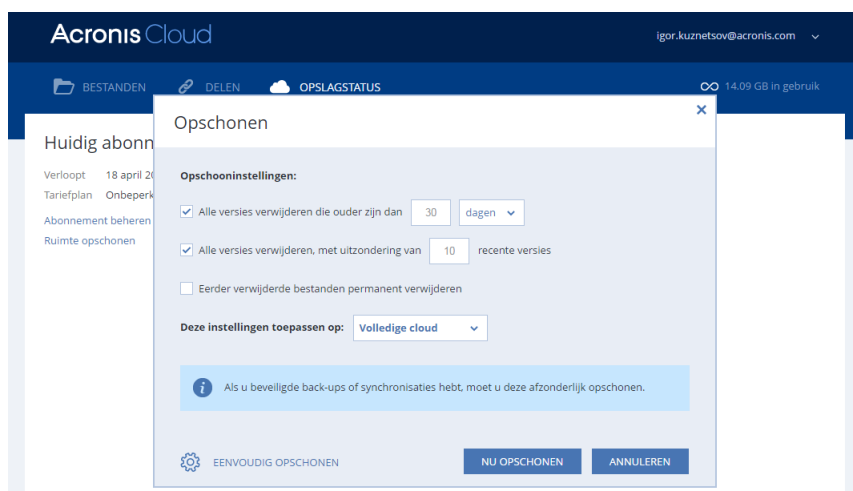 Acronis Cloud
igor.kuznetsov@acronis.com
BESTANDEN
DELEN
OPSLAGSTATUS
14.09 GB in gebruik
Opschonen
Huidig abonn
Verloopt 18 april 20
Tariefplan Onbeperk
Abonnement beheren
Ruimte opschonen
Opschooninstellingen:
Alle versies verwijderen die ouder zijn dan 30 dagen
Alle versies verwijderen, met uitzondering van 10 recente versies
Eerder verwijderde bestanden permanent verwijderen
Deze instellingen toepassen op: Volledige cloud
Als u beveiligde back-ups of synchronisaties hebt, moet u deze afzonderlijk opschonen.
EENVOUDIG OPSCHONEN
NU OPSCHONEN
ANNULEREN